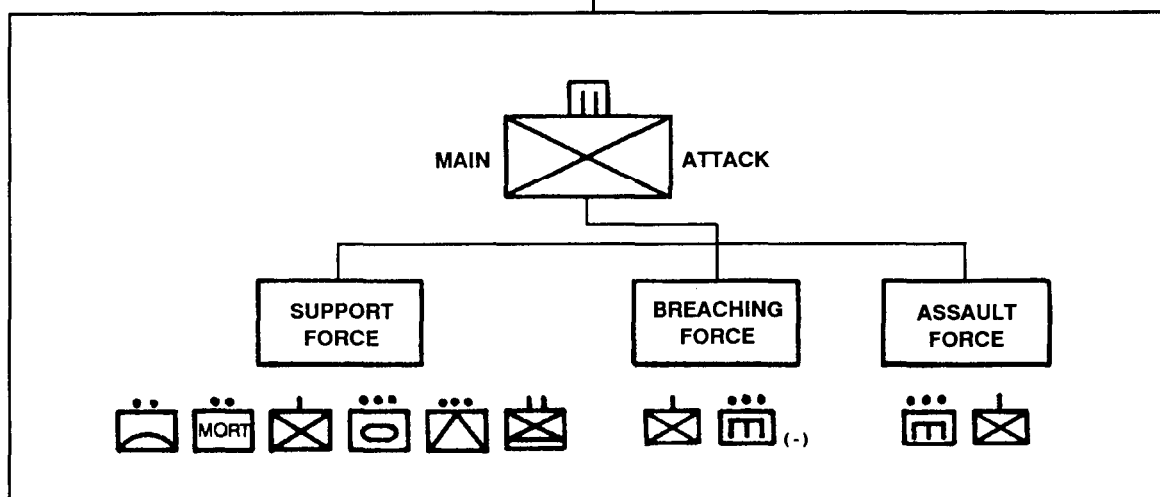 MAIN ATTACK
SUPPORT
FORCE
BREACHING
FORCE
ASSAULT
FORCE
MORT
(-)